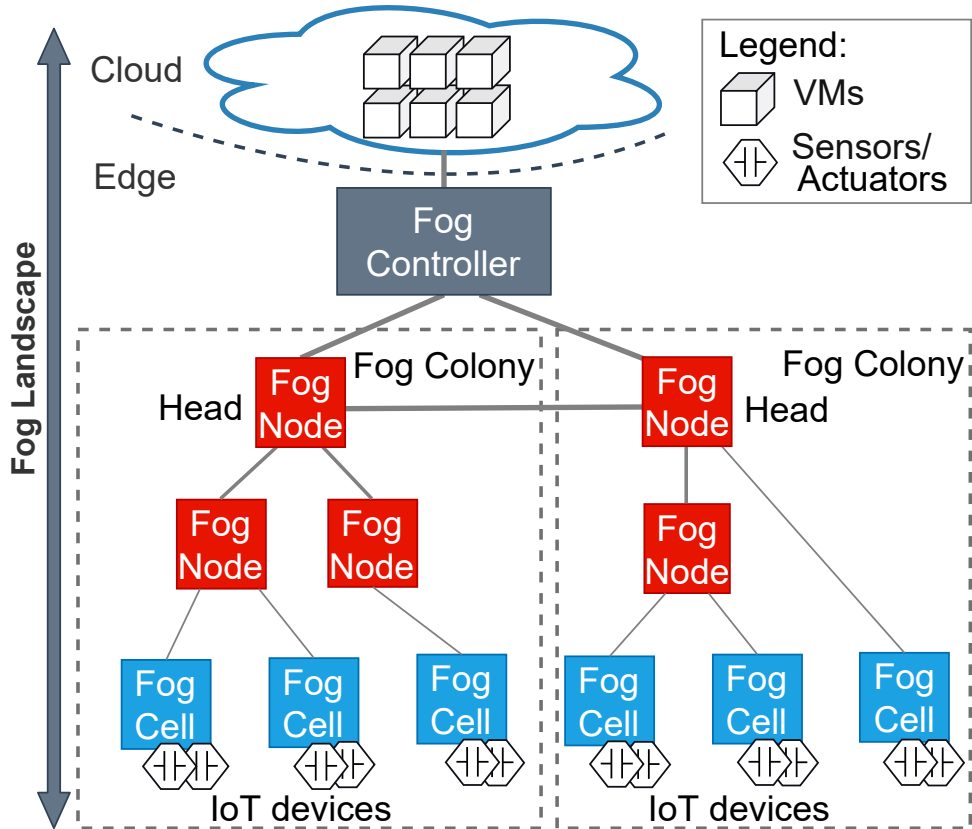 Cloud
Edge
Legend:
VMs
Sensors/
Actuators
Fog Landscape
Fog
Controller
Fog Colony
Head
Fog
Node
Fog
Node
Fog
Node
Fog
Cell
Fog
Cell
Fog
Cell
IoT devices
Fog Colony
Head
Fog
Node
Fog
Node
Fog
Cell
Fog
Cell
Fog
Cell
IoT devices